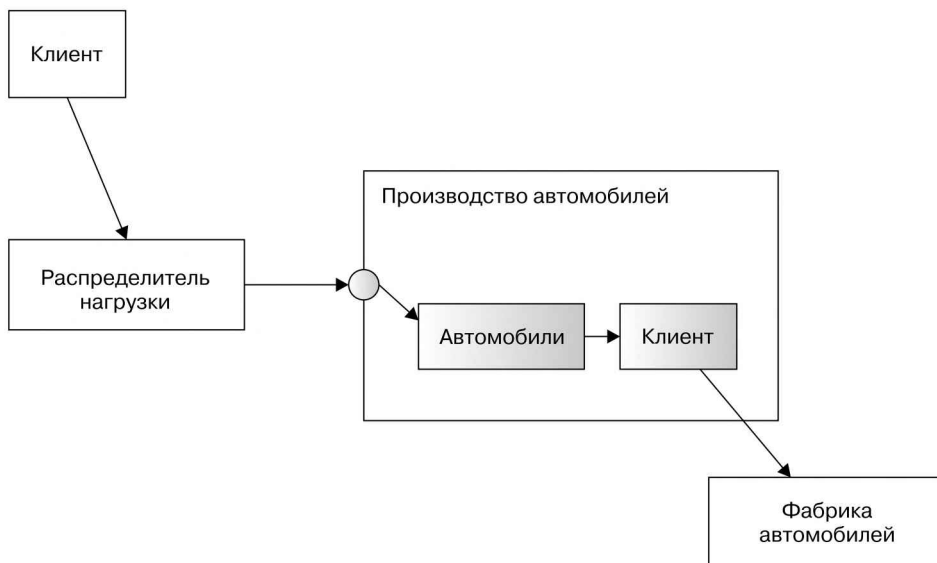 Клиент
Производство автомобилей
Распределитель
нагрузки
Автомобили
Клиент
Фабрика
автомобилей